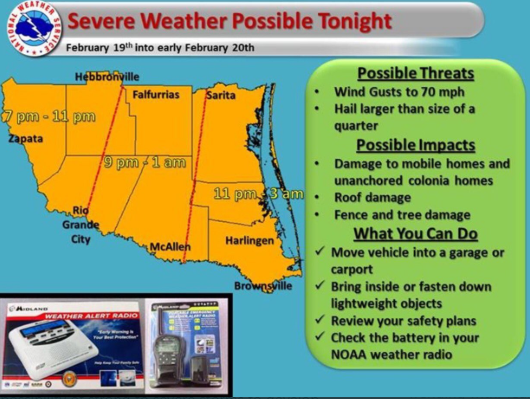 NATIONAL WEATHER SERVICE
Severe Weather Possible Tonight
February 19th into early February 20th
Hebbronville
Falfurrias
Sarita
7 pm - 11 pm
Zapata
9 pm - 1 am
11 pm - 3 am
Rio
Grande
City
McAllen
Harlingen
Brownsville
Possible Threats
• Wind Gusts to 70 mph
• Hail larger than size of a
quarter
Possible Impacts
• Damage to mobile homes and
unanchored colonia homes
• Roof damage
• Fence and tree damage
What You Can Do
✓ Move vehicle into a garage or
carport
✓ Bring inside or fasten down
lightweight objects
✓ Review your safety plans
✓ Check the battery in your
NOAA weather radio
MIDLAND
WEATHER ALERT RADIO
"Early Warning is
Your Best Protection"
MIDLAND
WEATHER ALERT RADIO